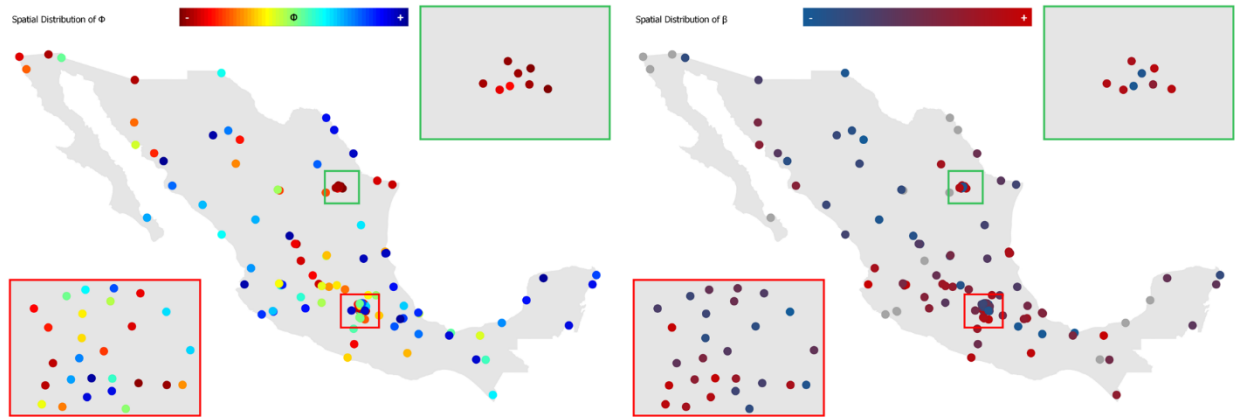 Spatial Distribution of Φ
- Φ +
Spatial Distribution of β
- +